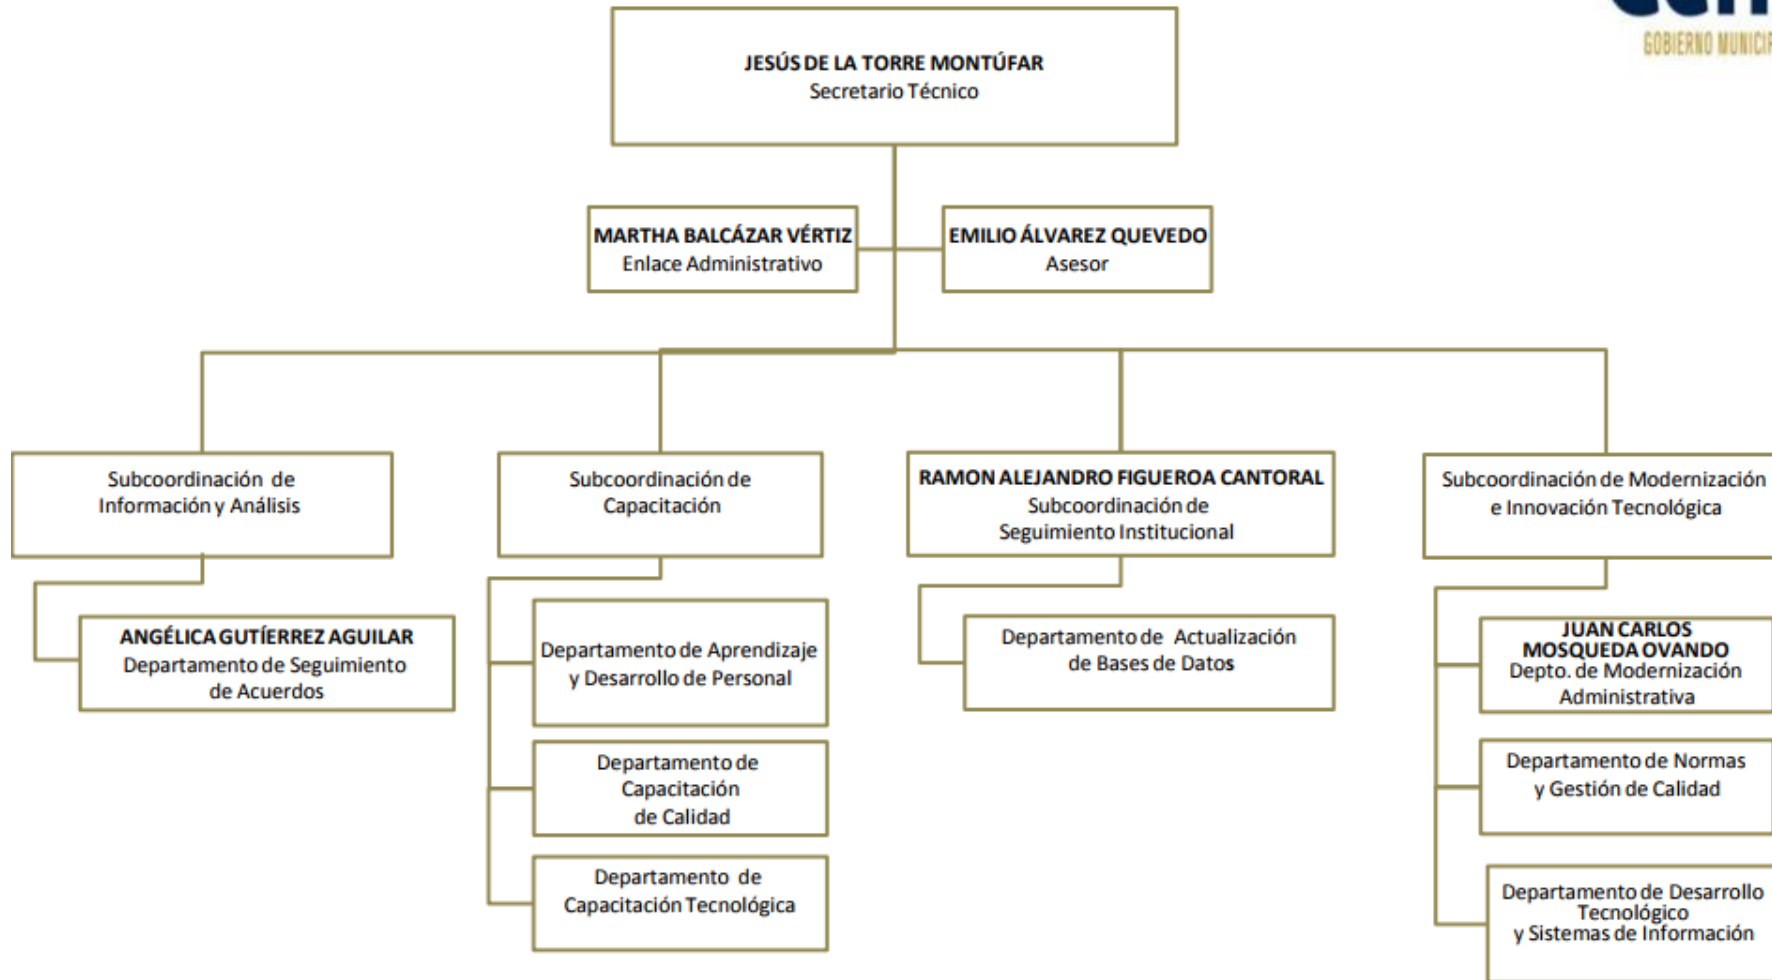 GOBIERNO
JESÚS DE LA TORRE MONTÚFAR
Secretario Técnico
MARTHA BALCÁZAR VÉRTIZ
Enlace Administrativo
EMILIO ÁLVAREZ QUEVEDO
Asesor
Subcoordinación de
Información y Análisis
Subcoordinación de
Capacitación
RAMON ALEJANDRO FIGUEROA CANTORAL
Subcoordinación de
Seguimiento Institucional
Subcoordinación de Modernización
e Innovación Tecnológica
ANGÉLICA GUTÍERREZ AGUILAR
Departamento de Seguimiento
de Acuerdos
Departamento de Aprendizaje
y Desarrollo de Personal
Departamento de
Capacitación
de Calidad
Departamento de
Capacitación Tecnológica
Departamento de Actualización
de Bases de Datos
JUAN CARLOS
MOSQUEDA OVANDO
Depto. de Modernización
Administrativa
Departamento de Normas
y Gestión de Calidad
Departamento de Desarrollo
Tecnológico
y Sistemas de Información